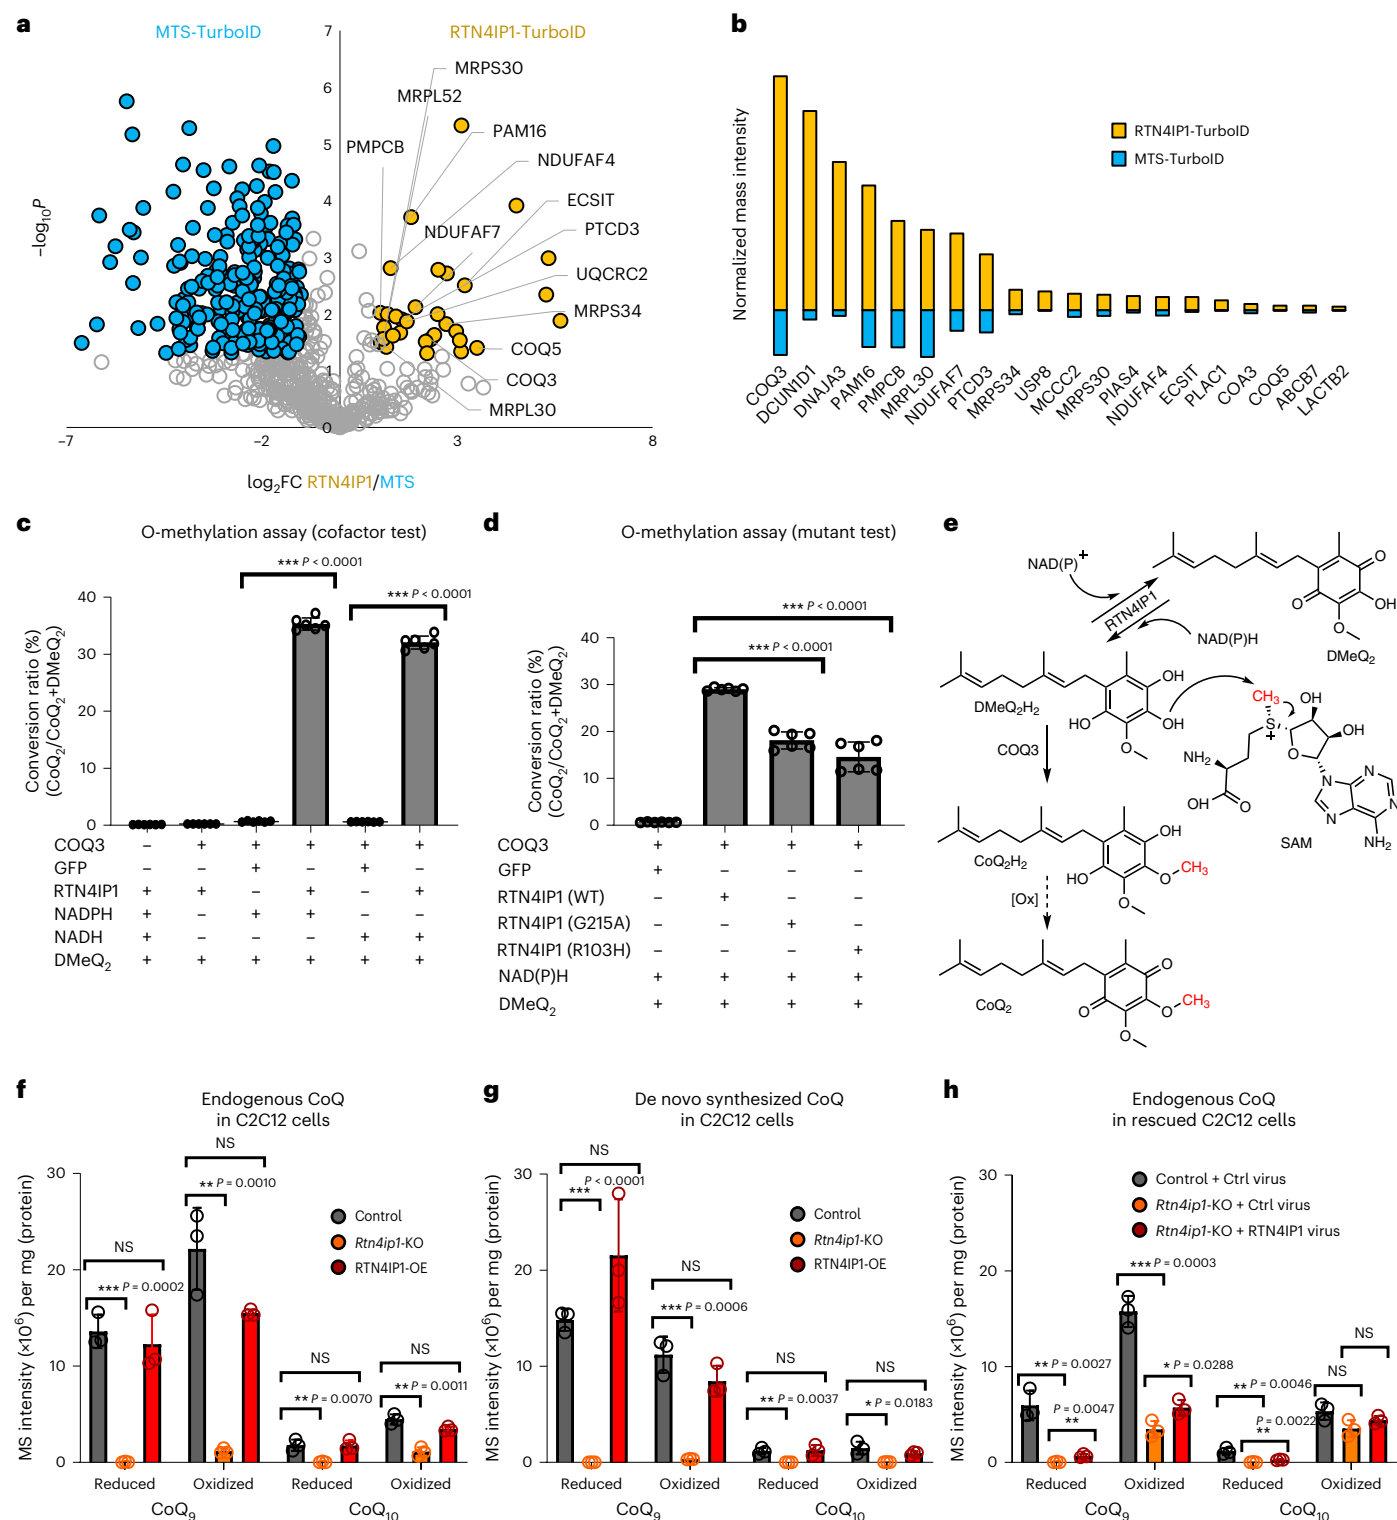 a
MTS-TurboID
RTN4IP1-TurboID
7
6
5
4
3
2
1
0
–log10P
MRPS30
MRPL52
PAM16
PMPCB
NDUFAF4
ECSIT
NDUFAF7
PTCD3
UQCRC2
MRPS34
COQ5
COQ3
MRPL30
–7
–2
3
8
log2FC RTN4IP1/MTS
b
Normalized mass intensity
RTN4IP1-TurboID
MTS-TurboID
COQ3
DCUN1D1
DNAJA3
PAM16
PMPCB
MRPL30
NDUFAF7
PTCD3
MRPS34
USP8
MCCC2
MRPS30
PIAS4
NDUFAF4
ECSIT
PLAC1
COA3
COQ5
ABCB7
LACTB2
c
O-methylation assay (cofactor test)
*** P < 0.0001
*** P < 0.0001
Conversion ratio (%)
(CoQ2/CoQ2+DMeQ2)
40
30
20
10
0
COQ3 – + + + + +
GFP – – + – + –
RTN4IP1 + + – + – +
NADPH + – + + – –
NADH + – – – + +
DMeQ2 + + + + + +
d
O-methylation assay (mutant test)
*** P < 0.0001
*** P < 0.0001
Conversion ratio (%)
(CoQ2/CoQ2+DMeQ2)
40
30
20
10
0
COQ3 + + + +
GFP + – – –
RTN4IP1 (WT) – + – –
RTN4IP1 (G215A) – – + –
RTN4IP1 (R103H) – – – +
NAD(P)H + + + +
DMeQ2 + + + +
e
NAD(P)+
RTN4IP1
NAD(P)H
O
O
OH
O
DMeQ2
OH
HO
OH
O
DMeQ2H2
COQ3
CH3
S
+
OH
OH
O
NH2
OH
O
N
N
N
N
NH2
SAM
OH
HO
O
CH3
O
CoQ2H2
[Ox]
O
O
O
CH3
O
CoQ2
f
Endogenous CoQ
in C2C12 cells
MS intensity (×10^6) per mg (protein)
30
20
10
0
NS
** P = 0.0010
NS
*** P = 0.0002
NS
** P = 0.0070
NS
** P = 0.0011
Control
Rtn4ip1-KO
RTN4IP1-OE
Reduced Oxidized Reduced Oxidized
CoQ9 CoQ10
g
De novo synthesized CoQ
in C2C12 cells
MS intensity (×10^6) per mg (protein)
30
20
10
0
NS
P < 0.0001
***
NS
*** P = 0.0006
NS
** P = 0.0037
NS
* P = 0.0183
Control
Rtn4ip1-KO
RTN4IP1-OE
Reduced Oxidized Reduced Oxidized
CoQ9 CoQ10
h
Endogenous CoQ
in rescued C2C12 cells
MS intensity (×10^6) per mg (protein)
30
20
10
0
Control + Ctrl virus
Rtn4ip1-KO + Ctrl virus
Rtn4ip1-KO + RTN4IP1 virus
*** P = 0.0003
** P = 0.0027
P = 0.0047
**
* P = 0.0288
** P = 0.0046
P = 0.0022
**
NS
NS
Reduced Oxidized Reduced Oxidized
CoQ9 CoQ10